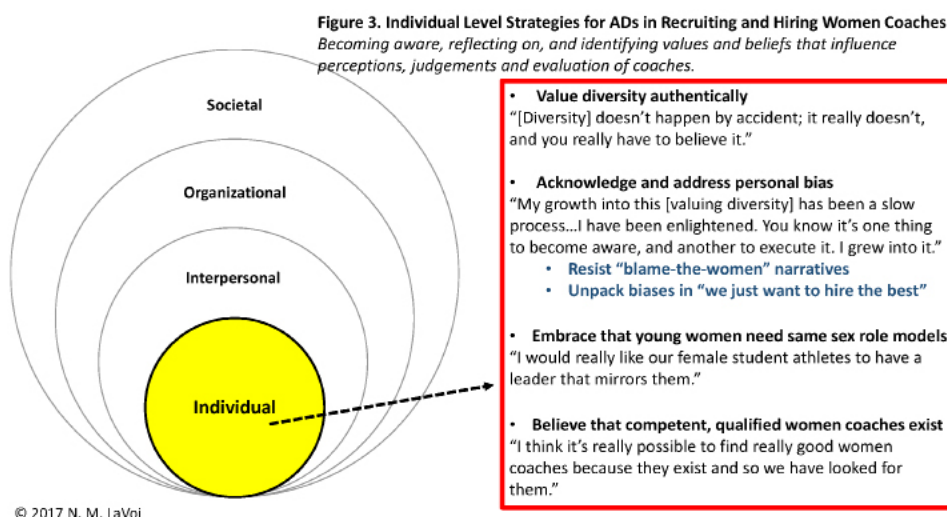 Figure 3. Individual Level Strategies for ADs in Recruiting and Hiring Women Coaches
Becoming aware, reflecting on, and identifying values and beliefs that influence
perceptions, judgements and evaluation of coaches.
Societal
Organizational
Interpersonal
Individual
• Value diversity authentically
“[Diversity] doesn’t happen by accident; it really doesn’t,
and you really have to believe it.”
• Acknowledge and address personal bias
“My growth into this [valuing diversity] has been a slow
process...I have been enlightened. You know it’s one thing
to become aware, and another to execute it. I grew into it.”
• Resist “blame-the-women” narratives
• Unpack biases in “we just want to hire the best”
• Embrace that young women need same sex role models
“I would really like our female student athletes to have a
leader that mirrors them.”
• Believe that competent, qualified women coaches exist
“I think it’s really possible to find really good women
coaches because they exist and so we have looked for
them.”
© 2017 N. M. LaVoi